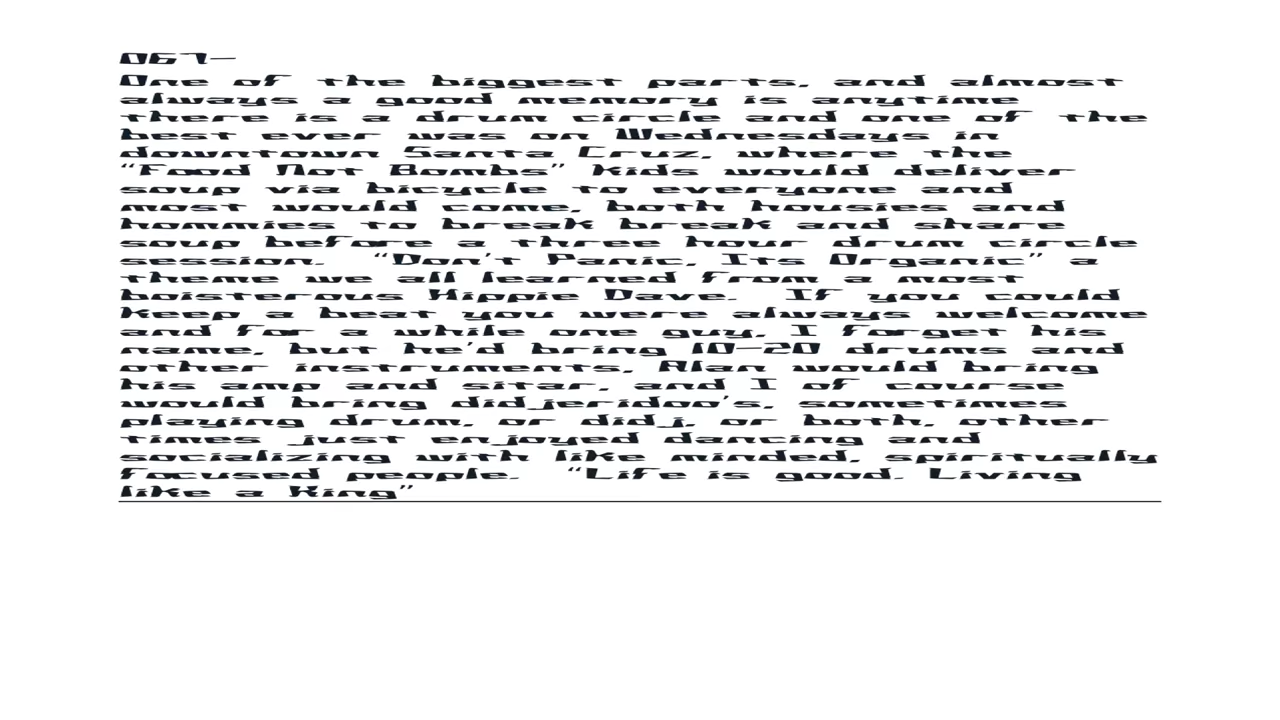 067-
One of the biggest parts, and almost
always a good memory is anytime
there is a drum circle and one of the
best ever was on Wednesdays in
downtown Santa Cruz, where the
“Food Not Bombs” kids would deliver
soup via bicycle to everyone and
most would come, both housies and
hommies to break break and share
soup before a three hour drum circle
session. “Don't Panic, Its Organic” a
theme we all learned from a most
boisterous Hippie Dave. If you could
keep a beat you were always welcome
and for a while one guy, I forget his
name, but he'd bring 10-20 drums and
other instruments, Alan would bring
his amp and sitar, and I of course
would bring didjeridoo's, sometimes
playing drum, or didj, or both, other
times just enjoyed dancing and
socializing with like minded, spiritually
focused people. “Life is good. Living
like a King”